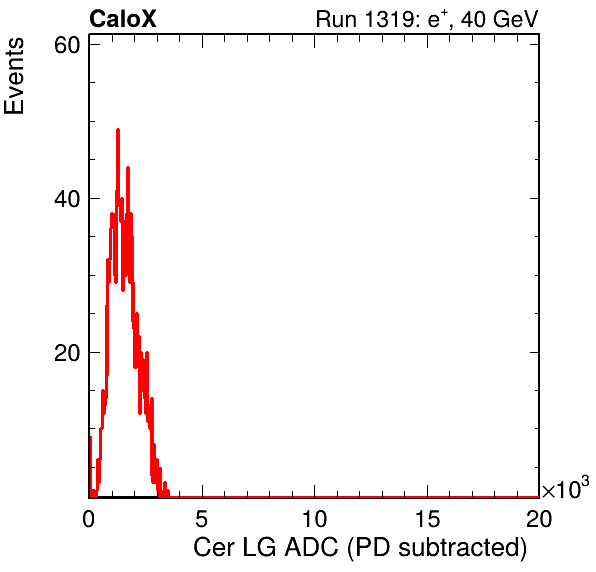 CaloX Run 1319: e⁺, 40 GeV
Events
60
40
20
0 5 10 15 20
×10³
Cer LG ADC (PD subtracted)